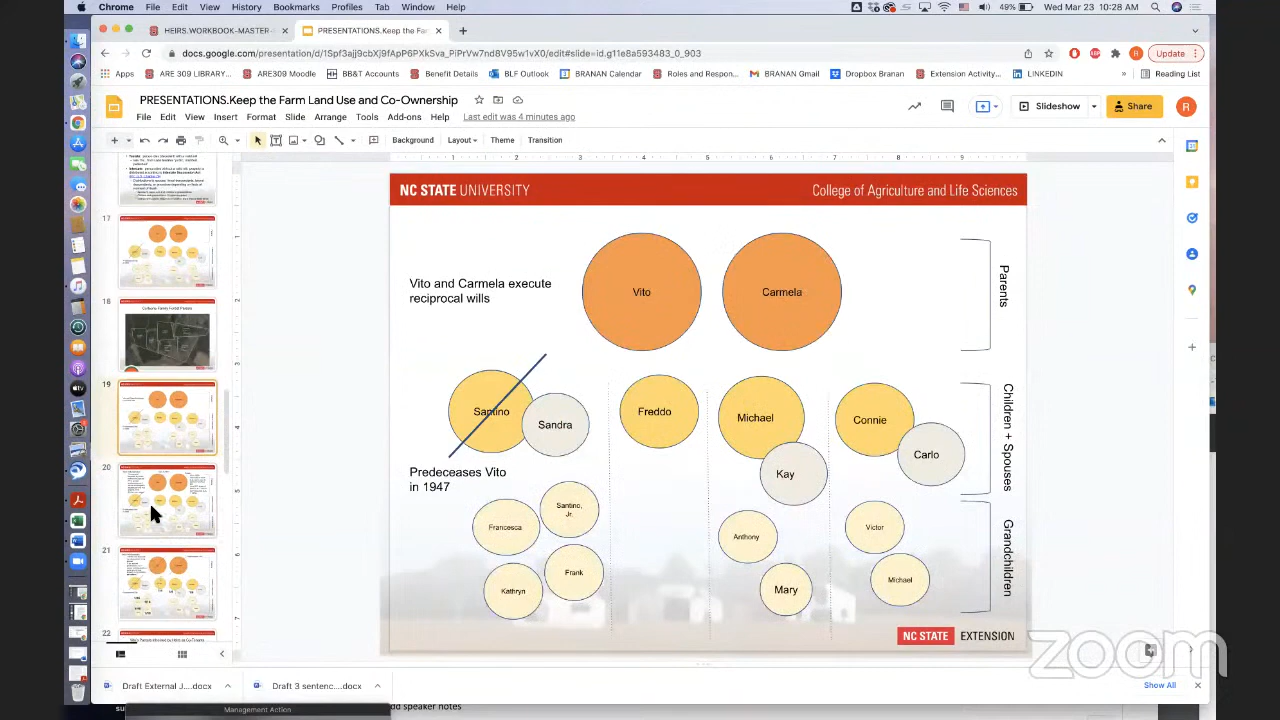 Chrome File Edit View History Bookmarks Profiles Tab Window Help
49% Wed Mar 23 10:28 AM
HEIRS.WORKBOOK-MASTER-
PRESENTATIONS.Keep the Far
docs.google.com/presentation/d/1Spf3ajj9cbXj9fApP6PXkSva_PiPrVw7nd8V95w1vX0/edit#slide=id.g11e8a593483_0_903
Update
Apps ARE 309 LIBRARY... ARE309 Moodle BB&T Accounts Benefit Details BLF Outlook BRANAN Calendar Roles and Respon... BRANAN Gmail Dropbox Branan Extension Activity... LINKEDIN » Reading List
PRESENTATIONS.Keep the Farm Land Use and Co-Ownership
File Edit View Insert Format Slide Arrange Tools Add-ons Help Last edit was 4 minutes ago
Slideshow
Share
R
Background Layout Theme Transition
17
18
19
20
21
22
NC STATE UNIVERSITY
College of Agriculture and Life Sciences
Vito and Carmela execute
reciprocal wills
Vito
Carmela
Parents
Santino
Sandra
Freddo
Michael
Kay
Connie
Carlo
Children + Spouses
Predeceases Vito
in 1947
Francesca
Santino,
Jr.
Kathryn
Frank
Anthony
Mary
Victor
Michael
Grandchildren
NC STATE EXTENSION
zoom
Draft External J....docx
Draft 3 sentenc....docx
Show All
Management Action
dd speaker notes